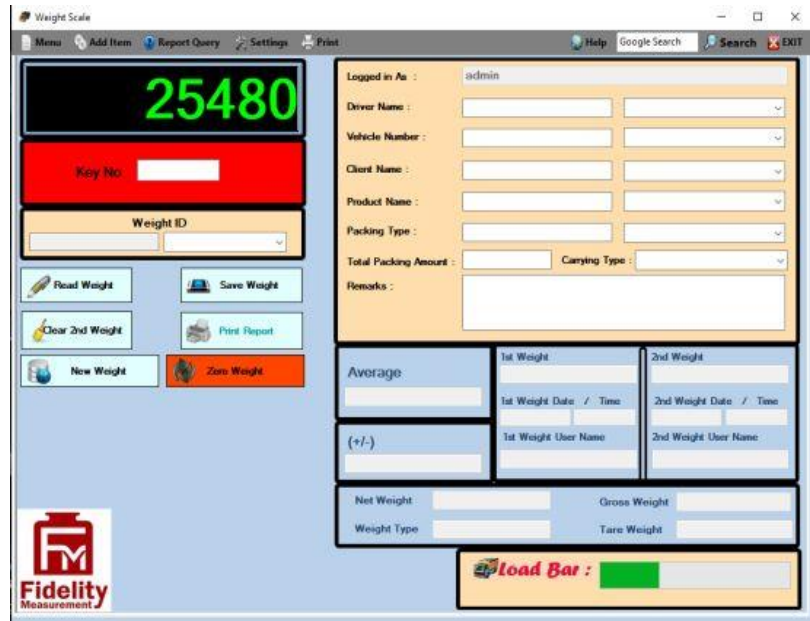 Weight Scale
Menu Add Item Report Query Settings Print Help Google Search Search EXIT
25480
Key No
Weight ID
Read Weight Save Weight
Clear 2nd Weight Print Report
New Weight Zero Weight
FM
Fidelity
Measurement
Logged in As : admin
Driver Name :
Vehicle Number :
Client Name :
Product Name :
Packing Type :
Total Packing Amount : Carrying Type :
Remarks :
Average
(+/-)
1st Weight
1st Weight Date / Time
1st Weight User Name
2nd Weight
2nd Weight Date / Time
2nd Weight User Name
Net Weight Gross Weight
Weight Type Tare Weight
Load Bar :